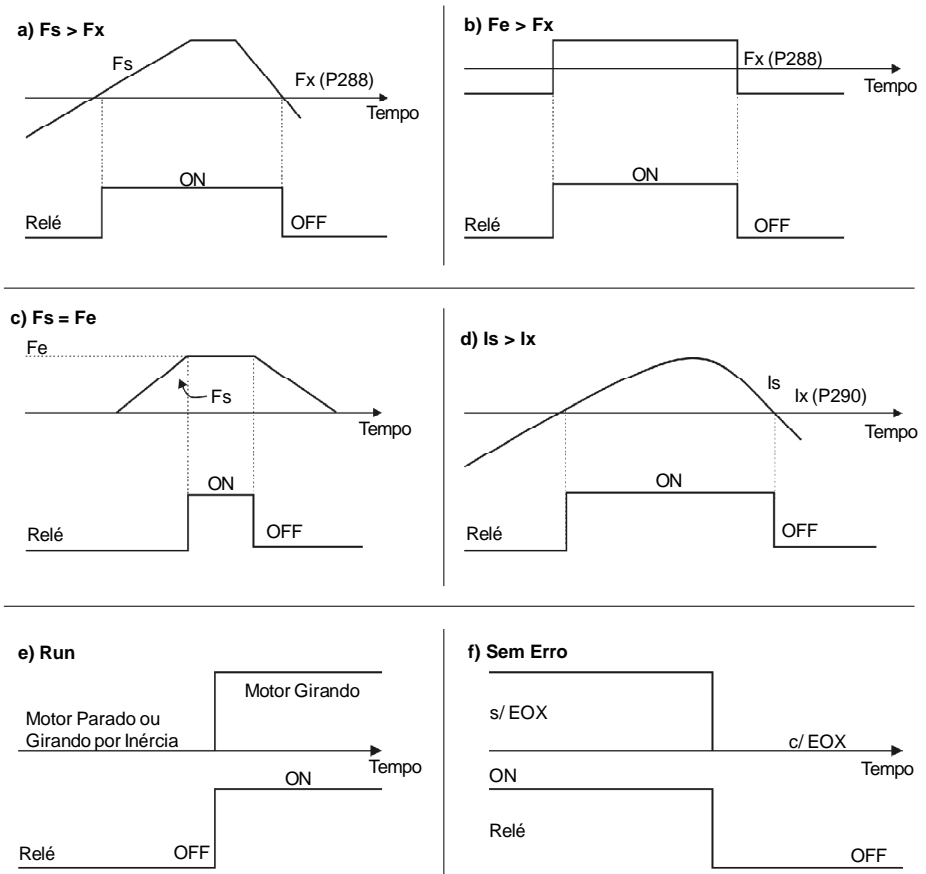 a) Fs > Fx
Fs
Fx (P288)
Tempo
ON
Relé
OFF
b) Fe > Fx
Fx (P288)
Tempo
ON
Relé
OFF
c) Fs = Fe
Fe
Fs
Tempo
ON
Relé
OFF
d) Is > Ix
Is
Ix (P290)
Tempo
ON
Relé
OFF
e) Run
Motor Girando
Motor Parado ou
Girando por Inércia
Tempo
ON
Relé
OFF
f) Sem Erro
s/ EOX
c/ EOX
Tempo
ON
Relé
OFF